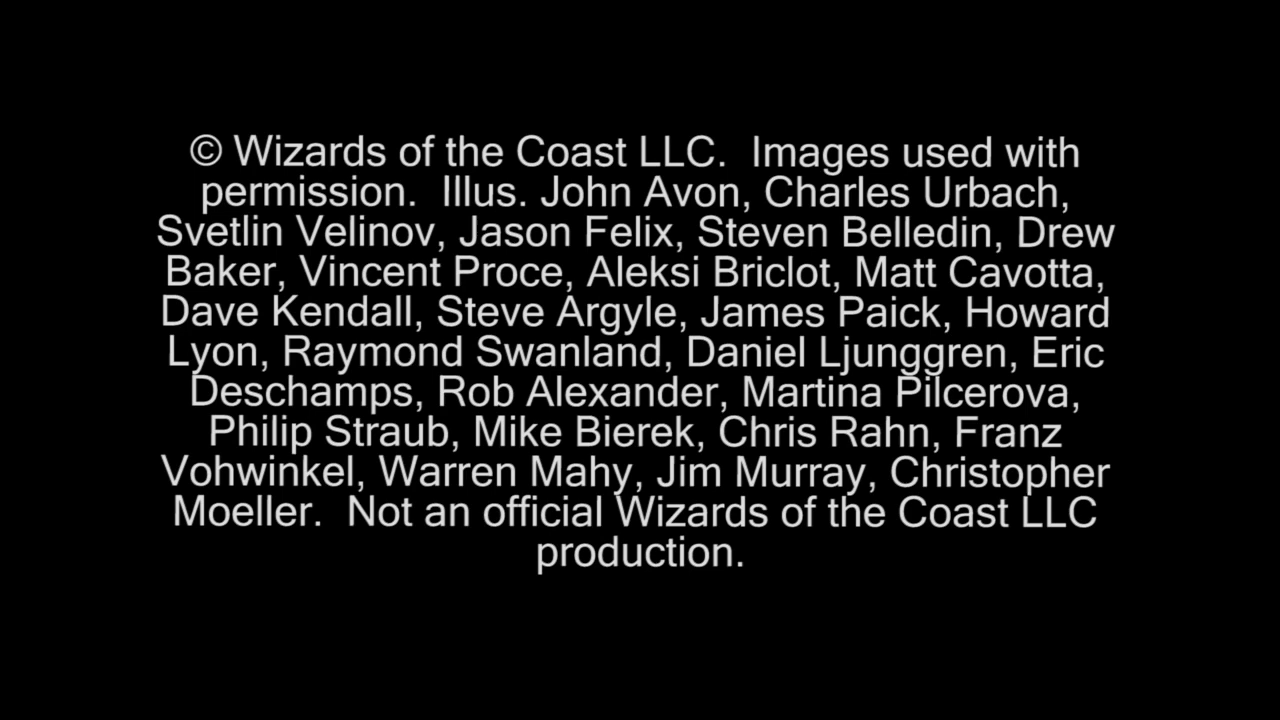 © Wizards of the Coast LLC.  Images used with
permission.  Illus. John Avon, Charles Urbach,
Svetlin Velinov, Jason Felix, Steven Belledin, Drew
Baker, Vincent Proce, Aleksi Briclot, Matt Cavotta,
Dave Kendall, Steve Argyle, James Paick, Howard
Lyon, Raymond Swanland, Daniel Ljunggren, Eric
Deschamps, Rob Alexander, Martina Pilcerova,
Philip Straub, Mike Bierek, Chris Rahn, Franz
Vohwinkel, Warren Mahy, Jim Murray, Christopher
Moeller.  Not an official Wizards of the Coast LLC
production.